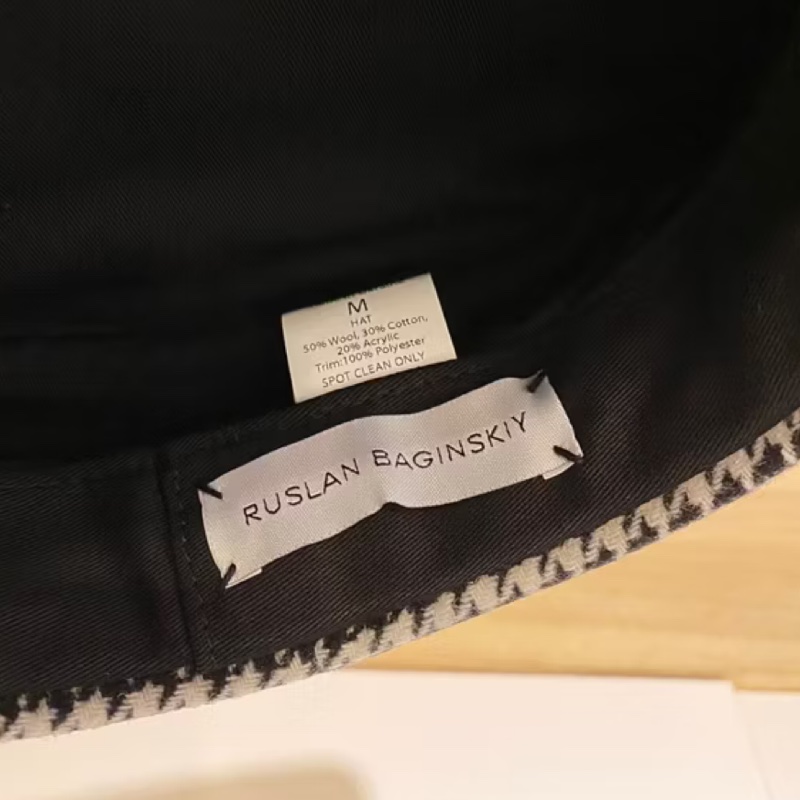 M
HAT
50% Wool, 30% Cotton,
20% Acrylic
Trim:100% Polyester
SPOT CLEAN ONLY
RUSLAN BAGINSKIY